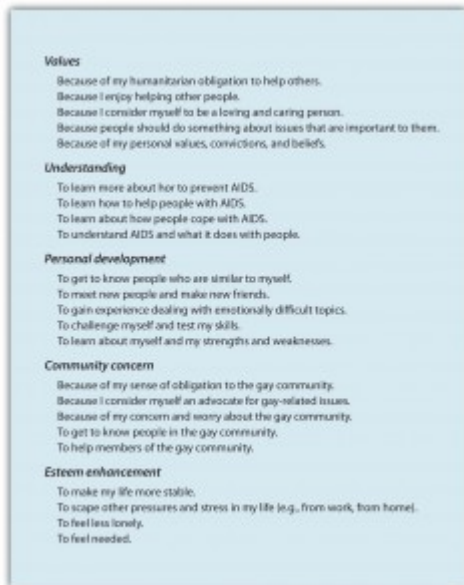 Values
Because of my humanitarian obligation to help others.
Because I enjoy helping other people.
Because I consider myself to be a loving and caring person.
Because people should do something about issues that are important to them.
Because of my personal values, convictions, and beliefs.
Understanding
To learn more about hor to prevent AIDS.
To learn how to help people with AIDS.
To learn about how people cope with AIDS.
To understand AIDS and what it does with people.
Personal development
To get to know people who are similar to myself.
To meet new people and make new friends.
To gain experience dealing with emotionally difficult topics.
To challenge myself and test my skills.
To learn about myself and my strengths and weaknesses.
Community concern
Because of my sense of obligation to the gay community.
Because I consider myself an advocate for gay-related issues.
Because of my concern and worry about the gay community.
To get to know people in the gay community.
To help members of the gay community.
Esteem enhancement
To make my life more stable.
To scape other pressures and stress in my life (e.g., from work, from home).
To feel less lonely.
To feel needed.